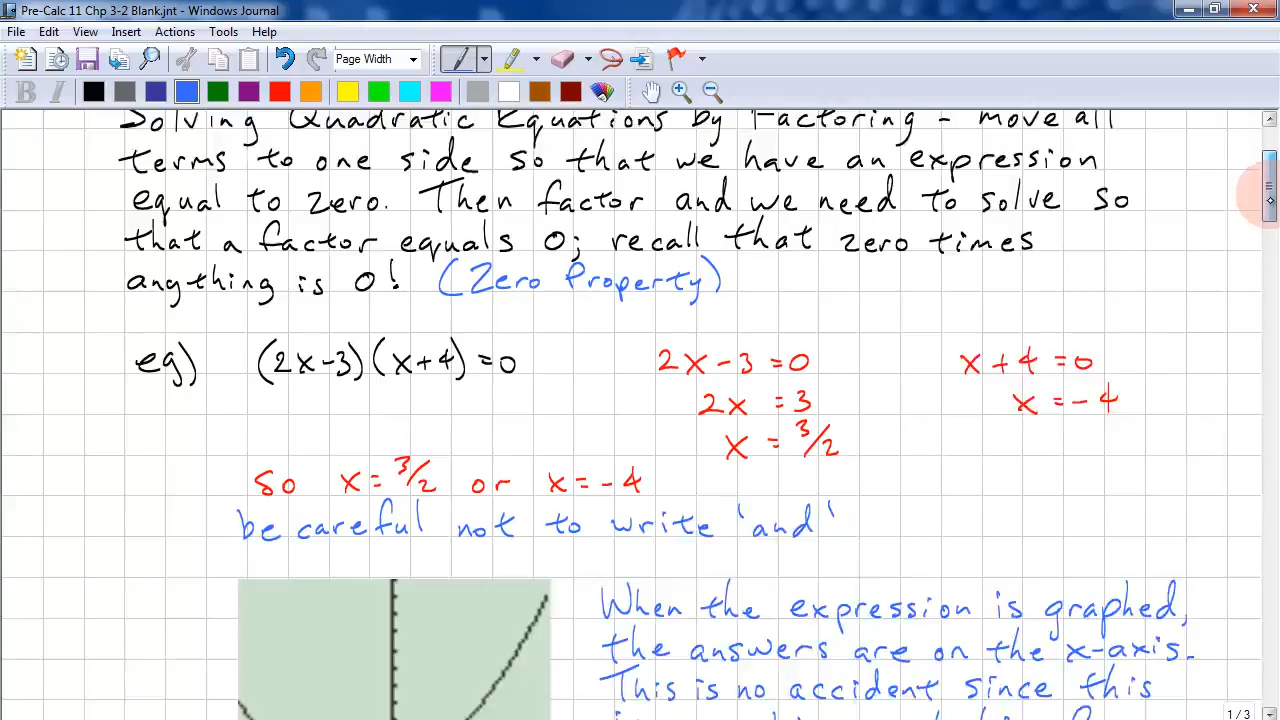 Pre-Calc 11 Chp 3-2 Blank.jnt - Windows Journal
File Edit View Insert Actions Tools Help
Page Width
B I
Solving Quadratic Equations by Factoring - move all
terms to one side so that we have an expression
equal to zero. Then factor and we need to solve so
that a factor equals 0; recall that zero times
anything is 0! (Zero Property)
eg) (2x-3)(x+4)=0 2x-3=0 x+4=0
2x=3 x=-4
x=3/2
so x=3/2 or x=-4
be careful not to write 'and'
When the expression is graphed,
the answers are on the x-axis.
This is no accident since this
1/3